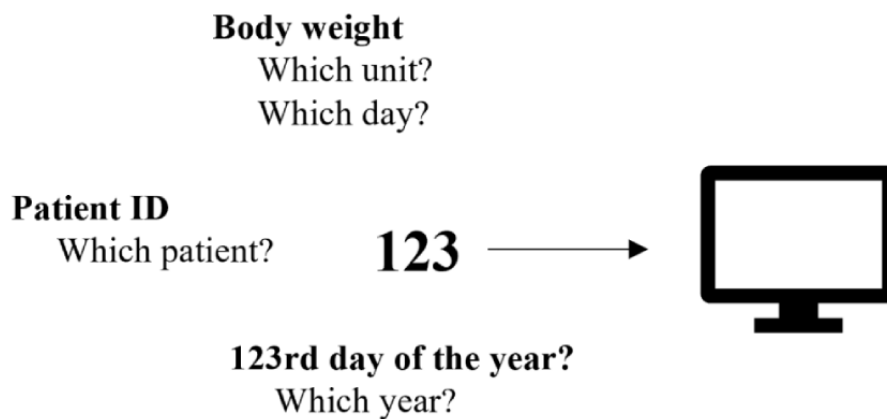 Body weight
Which unit?
Which day?
Patient ID
Which patient?
123
123rd day of the year?
Which year?